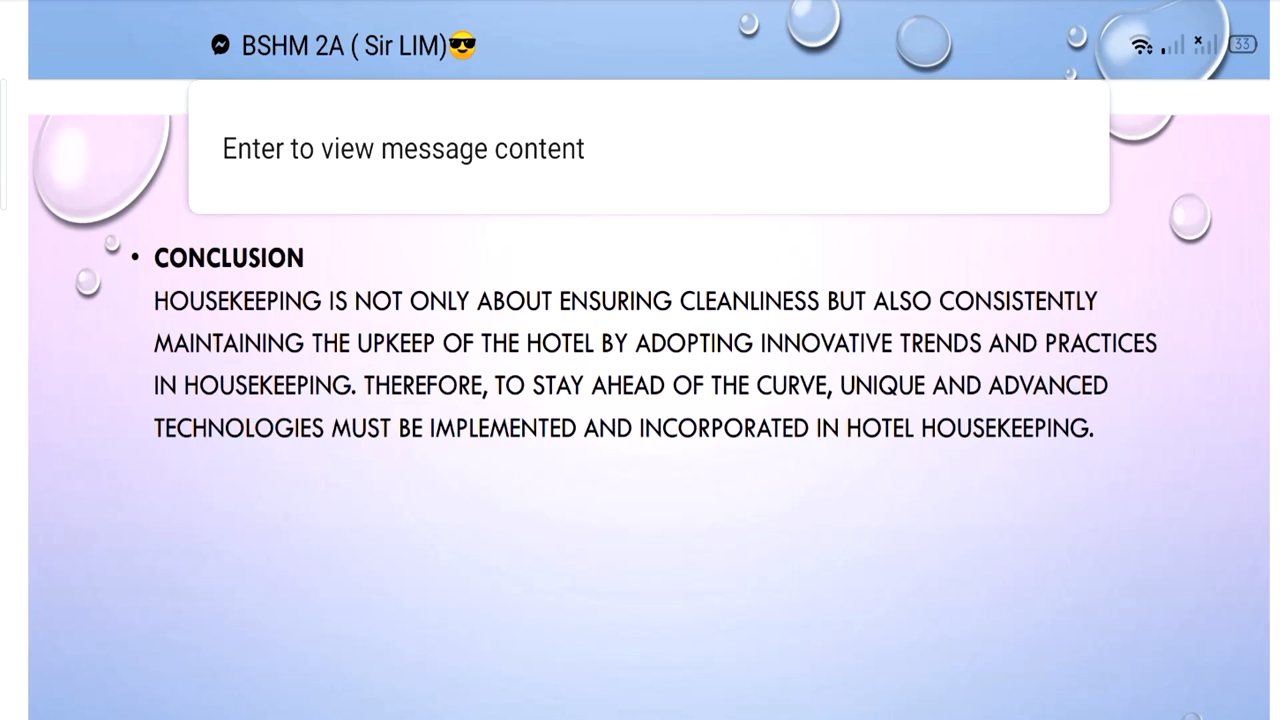 BSHM 2A ( Sir LIM)😎
33
Enter to view message content
• CONCLUSION
HOUSEKEEPING IS NOT ONLY ABOUT ENSURING CLEANLINESS BUT ALSO CONSISTENTLY
MAINTAINING THE UPKEEP OF THE HOTEL BY ADOPTING INNOVATIVE TRENDS AND PRACTICES
IN HOUSEKEEPING. THEREFORE, TO STAY AHEAD OF THE CURVE, UNIQUE AND ADVANCED
TECHNOLOGIES MUST BE IMPLEMENTED AND INCORPORATED IN HOTEL HOUSEKEEPING.